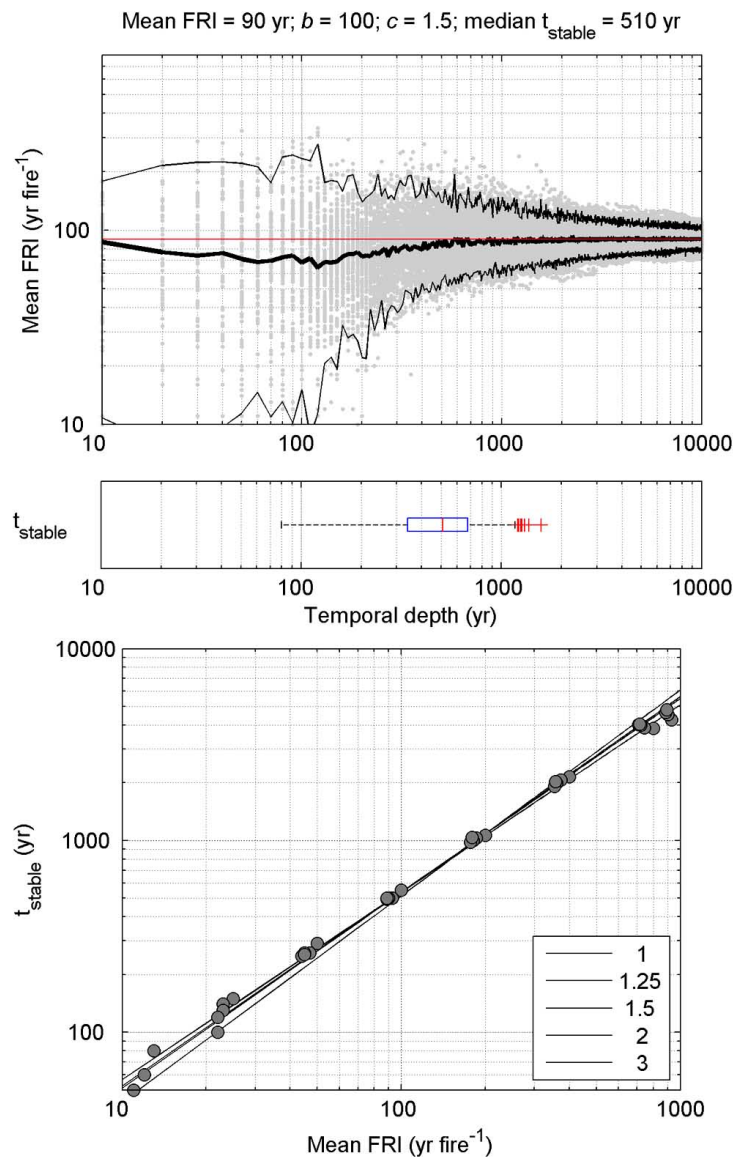 Mean FRI = 90 yr; b = 100; c = 1.5; median t_stable = 510 yr
Mean FRI (yr fire⁻¹)
100
10
10 100 1000 10000
t_stable
10 100 1000 10000
Temporal depth (yr)
t_stable (yr)
10000
1000
100
1
1.25
1.5
2
3
10 100 1000
Mean FRI (yr fire⁻¹)